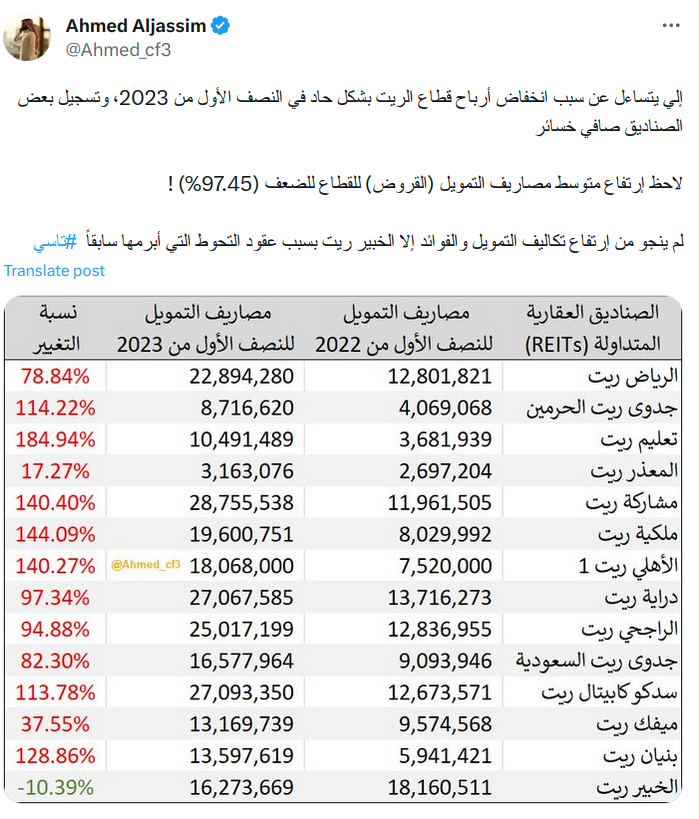 Ahmed Aljassim
@Ahmed_cf3
إلي يتساءل عن سبب انخفاض أرباح قطاع الريت بشكل حاد في النصف الأول من 2023، وتسجيل بعض
الصناديق صافي خسائر
لاحظ إرتفاع متوسط مصاريف التمويل (القروض) للقطاع للضعف (97.45%) !
لم ينجو من إرتفاع تكاليف التمويل والفوائد إلا الخبير ريت بسبب عقود التحوط التي أبرمها سابقاً #تاسي
Translate post
الصناديق العقارية المتداولة (REITs) مصاريف التمويل للنصف الأول من 2022 مصاريف التمويل للنصف الأول من 2023 نسبة التغيير
الرياض ريت 12,801,821 22,894,280 78.84%
جدوى ريت الحرمين 4,069,068 8,716,620 114.22%
تعليم ريت 3,681,939 10,491,489 184.94%
المعذر ريت 2,697,204 3,163,076 17.27%
مشاركة ريت 11,961,505 28,755,538 140.40%
ملكية ريت 8,029,992 19,600,751 144.09%
الأهلي ريت 1 7,520,000 18,068,000 @Ahmed_cf3 140.27%
دراية ريت 13,716,273 27,067,585 97.34%
الراجحي ريت 12,836,955 25,017,199 94.88%
جدوى ريت السعودية 9,093,946 16,577,964 82.30%
سدكو كابيتال ريت 12,673,571 27,093,350 113.78%
ميفك ريت 9,574,568 13,169,739 37.55%
بنيان ريت 5,941,421 13,597,619 128.86%
الخبير ريت 18,160,511 16,273,669 -10.39%